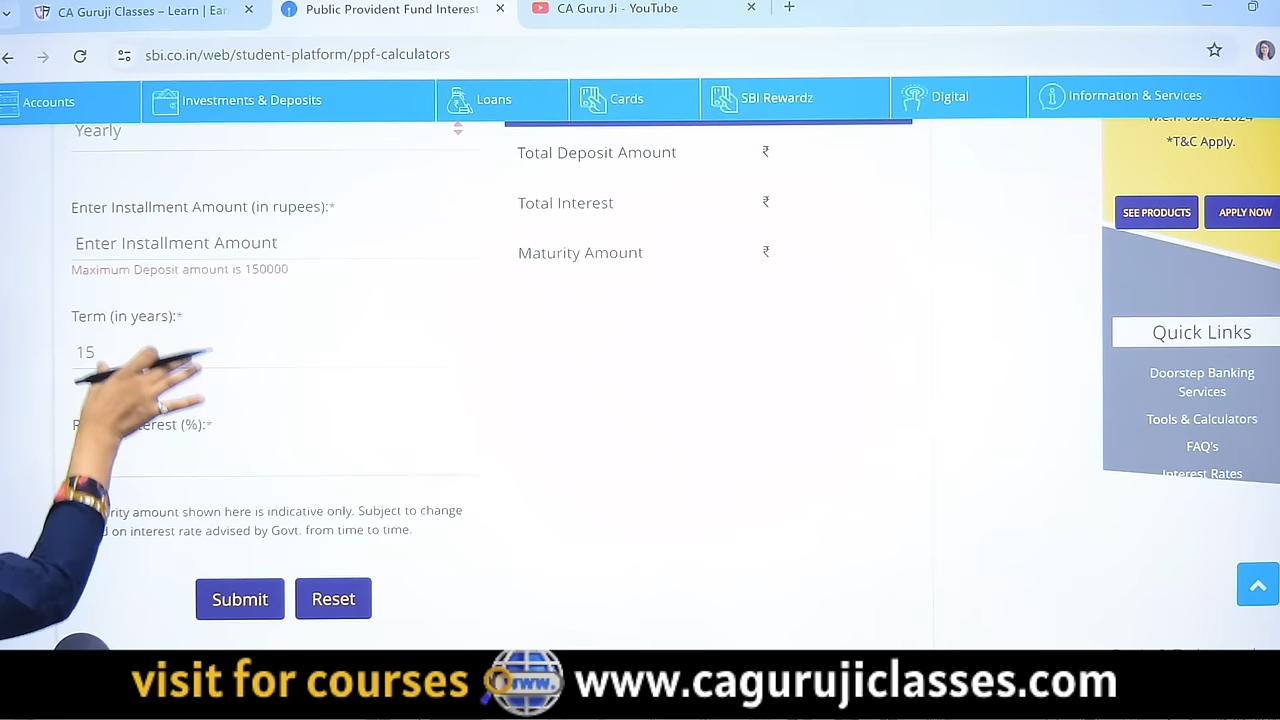 CA Guruji Classes – Learn | Ear
Public Provident Fund Interest
CA Guru Ji - YouTube
sbi.co.in/web/student-platform/ppf-calculators
Accounts
Investments & Deposits
Loans
Cards
SBI Rewardz
Digital
Information & Services
Yearly
w.e.f. 05.04.2024
*T&C Apply.
Total Deposit Amount ₹
Enter Installment Amount (in rupees):*
Total Interest ₹
SEE PRODUCTS
APPLY NOW
Enter Installment Amount
Maturity Amount ₹
Maximum Deposit amount is 150000
Term (in years):*
Quick Links
15
Doorstep Banking
Services
Tools & Calculators
(%):*
FAQ's
Interest Rates
amount shown here is indicative only. Subject to change
on interest rate advised by Govt. from time to time.
Submit
Reset
visit for courses www. www.cagurujiclasses.com